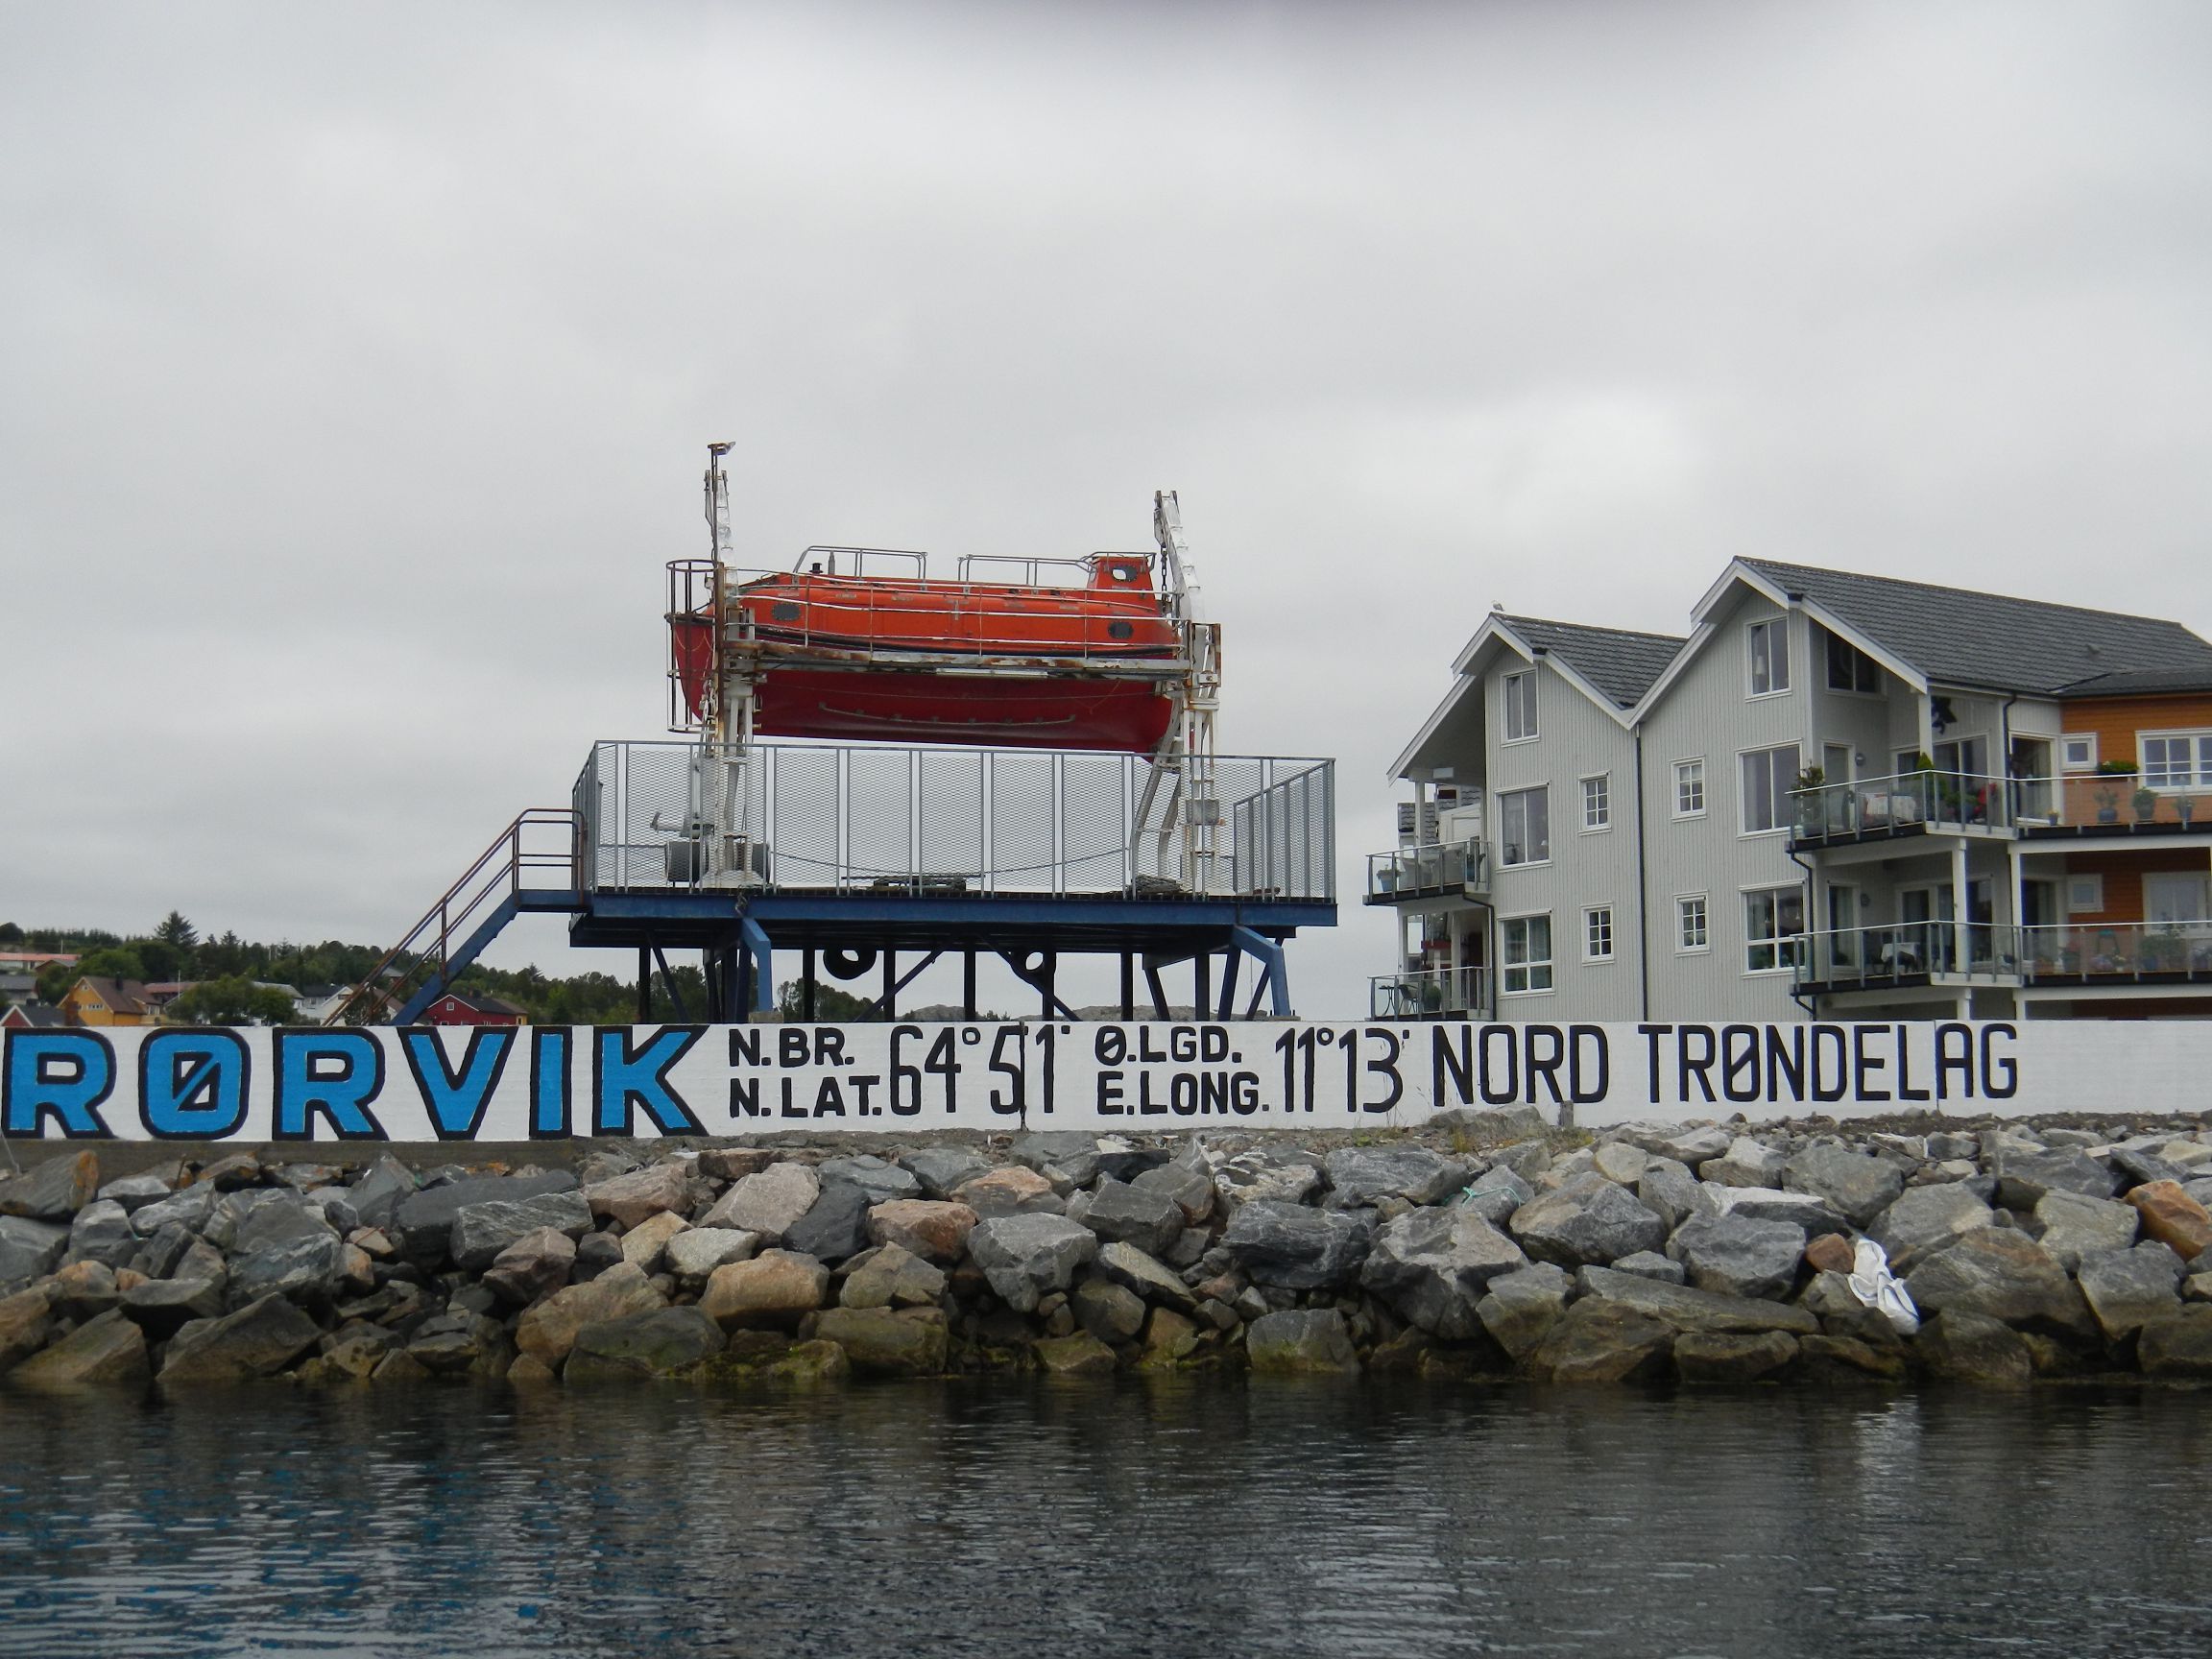 RØRVIK N.BR. 64°51' Ø.LGD. 11°13' NORD TRØNDELAG
N.LAT. E.LONG.